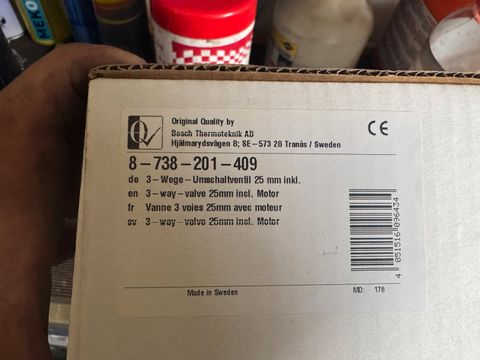 MEKO
Original Quality by
Bosch Thermoteknik AB
Hjälmarydsvägen 8; SE-573 28 Tranås / Sweden
CE
QV
8-738-201-409
de 3-Wege-Umschaltventil 25 mm inkl.
en 3-way-valve 25mm incl. Motor
fr Vanne 3 voies 25mm avec moteur
sv 3-way-valve 25mm incl. Motor
4 051516 096434
Made in Sweden
MD: 178